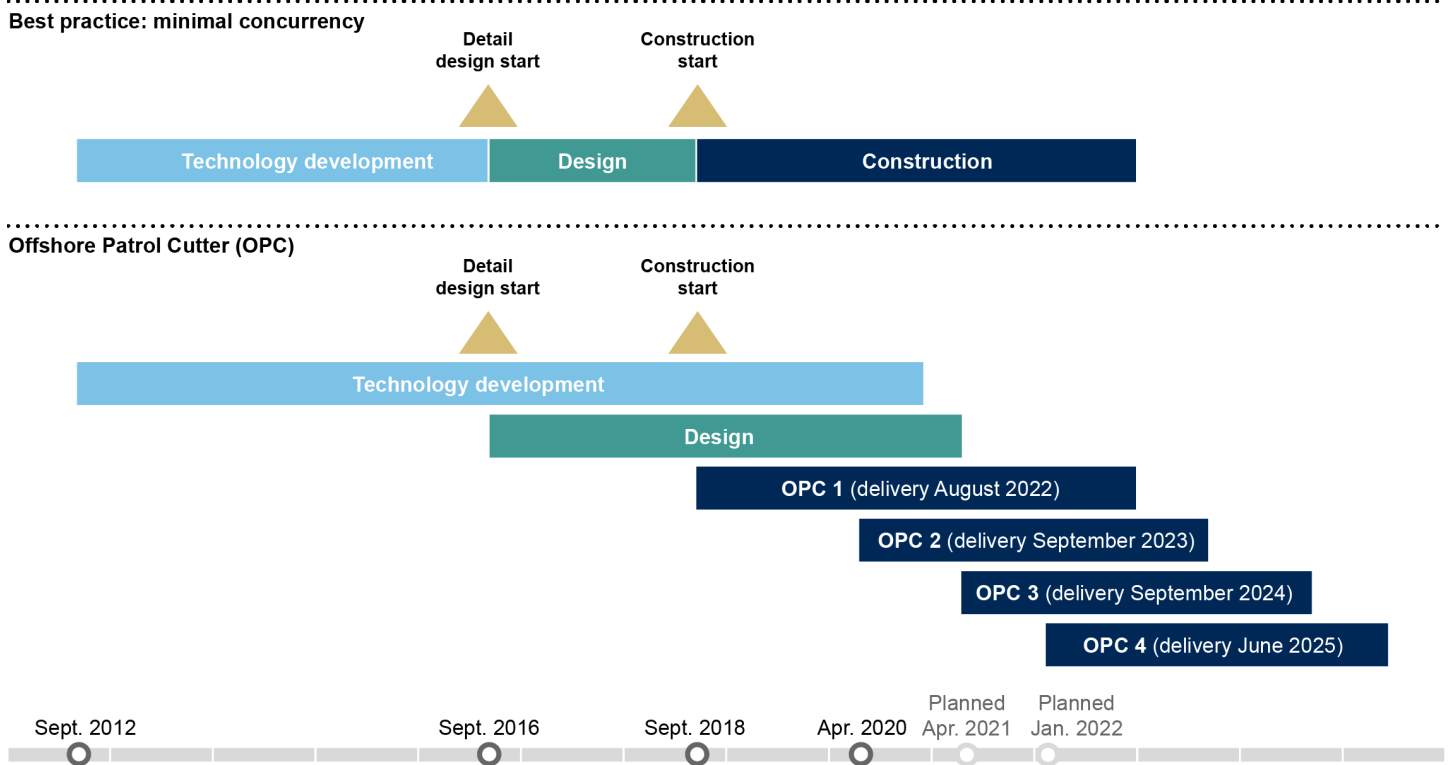 Best practice: minimal concurrency
Detail
design start
Construction
start
Technology development
Design
Construction
Offshore Patrol Cutter (OPC)
Detail
design start
Construction
start
Technology development
Design
OPC 1 (delivery August 2022)
OPC 2 (delivery September 2023)
OPC 3 (delivery September 2024)
OPC 4 (delivery June 2025)
Sept. 2012
Sept. 2016
Sept. 2018
Apr. 2020
Planned
Apr. 2021
Planned
Jan. 2022